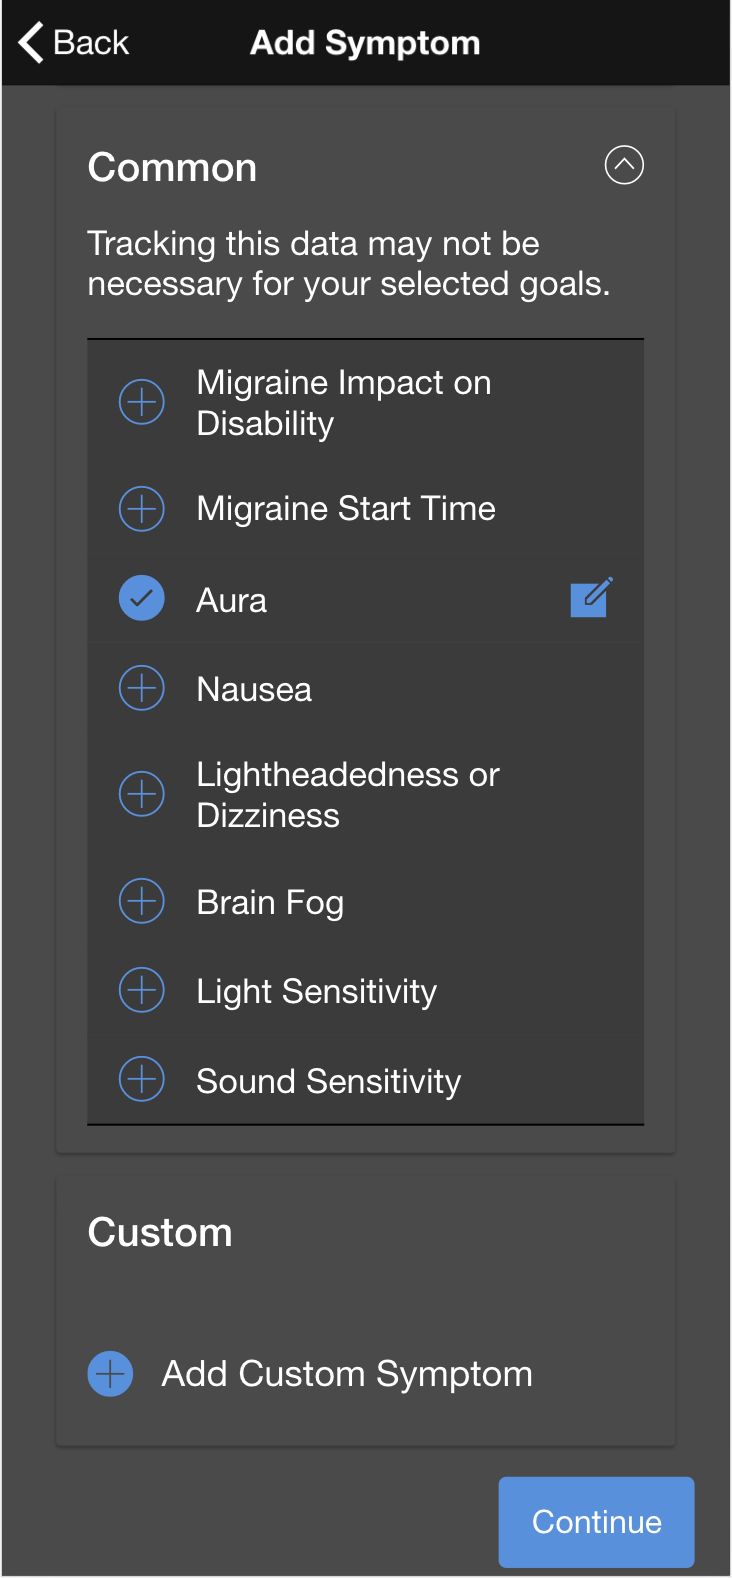 Back
Add Symptom
Common
Tracking this data may not be
necessary for your selected goals.
Migraine Impact on
Disability
Migraine Start Time
Aura
Nausea
Lightheadedness or
Dizziness
Brain Fog
Light Sensitivity
Sound Sensitivity
Custom
Add Custom Symptom
Continue